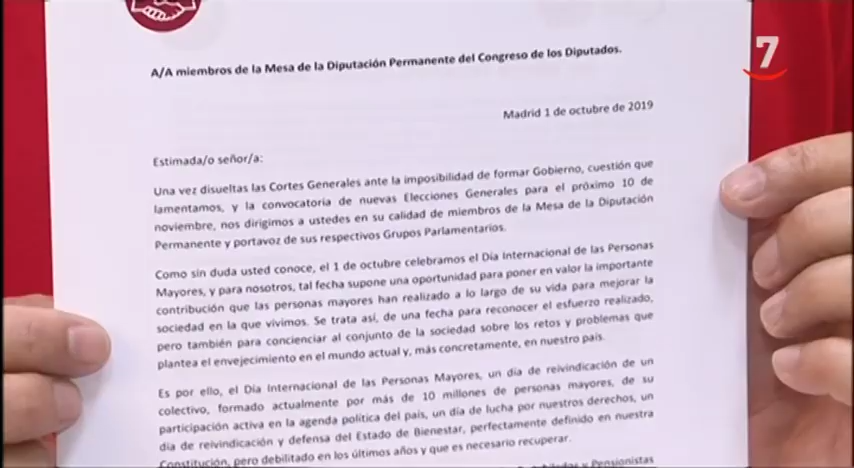 7
A/A miembros de la Mesa de la Diputación Permanente del Congreso de los Diputados.
Madrid 1 de octubre de 2019
Estimada/o señor/a:
Una vez disueltas las Cortes Generales ante la imposibilidad de formar Gobierno, cuestión que
lamentamos, y la convocatoria de nuevas Elecciones Generales para el próximo 10 de
noviembre, nos dirigimos a ustedes en su calidad de miembros de la Mesa de la Diputación
Permanente y portavoz de sus respectivos Grupos Parlamentarios.
Como sin duda usted conoce, el 1 de octubre celebramos el Día Internacional de las Personas
Mayores, y para nosotros, tal fecha supone una oportunidad para poner en valor la importante
contribución que las personas mayores han realizado a lo largo de su vida para mejorar la
sociedad en la que vivimos. Se trata así, de una fecha para reconocer el esfuerzo realizado,
pero también para concienciar al conjunto de la sociedad sobre los retos y problemas que
plantea el envejecimiento en el mundo actual y, más concretamente, en nuestro país.
Es por ello, el Día Internacional de las Personas Mayores, un día de reivindicación de un
colectivo, formado actualmente por más de 10 millones de personas mayores, de su
participación activa en la agenda política del país, un día de lucha por nuestros derechos, un
día de reivindicación y defensa del Estado de Bienestar, perfectamente definido en nuestra
Constitución, pero debilitado en los últimos años y que es necesario recuperar.
Jubilados y Pensionistas